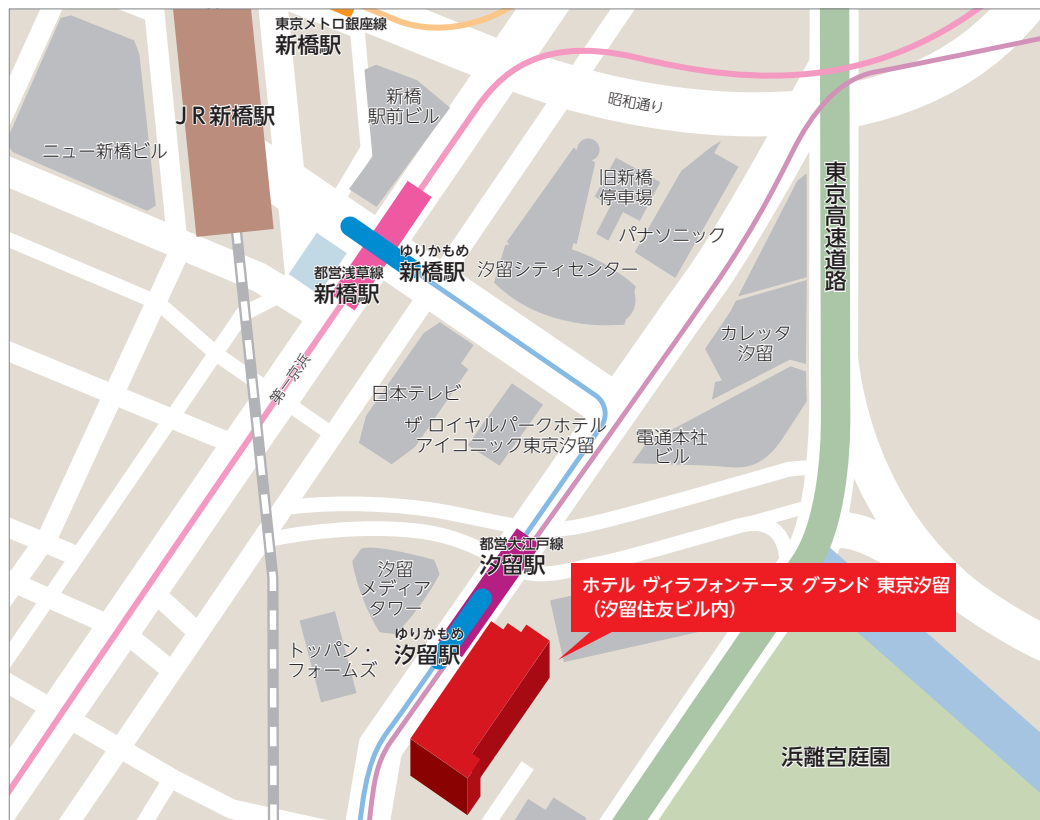 東京メトロ銀座線
新橋駅
JR新橋駅
新橋
駅前ビル
昭和通り
ニュー新橋ビル
旧新橋
停車場
パナソニック
東京高速道路
ゆりかもめ
新橋駅
汐留シティセンター
都営浅草線
新橋駅
カレッタ
汐留
第一京浜
日本テレビ
ザ ロイヤルパークホテル
アイコニック東京汐留
電通本社
ビル
都営大江戸線
汐留駅
汐留
メディア
タワー
ホテル ヴィラフォンテーヌ グランド 東京汐留
(汐留住友ビル内)
ゆりかもめ
汐留駅
トッパン・
フォームズ
浜離宮庭園